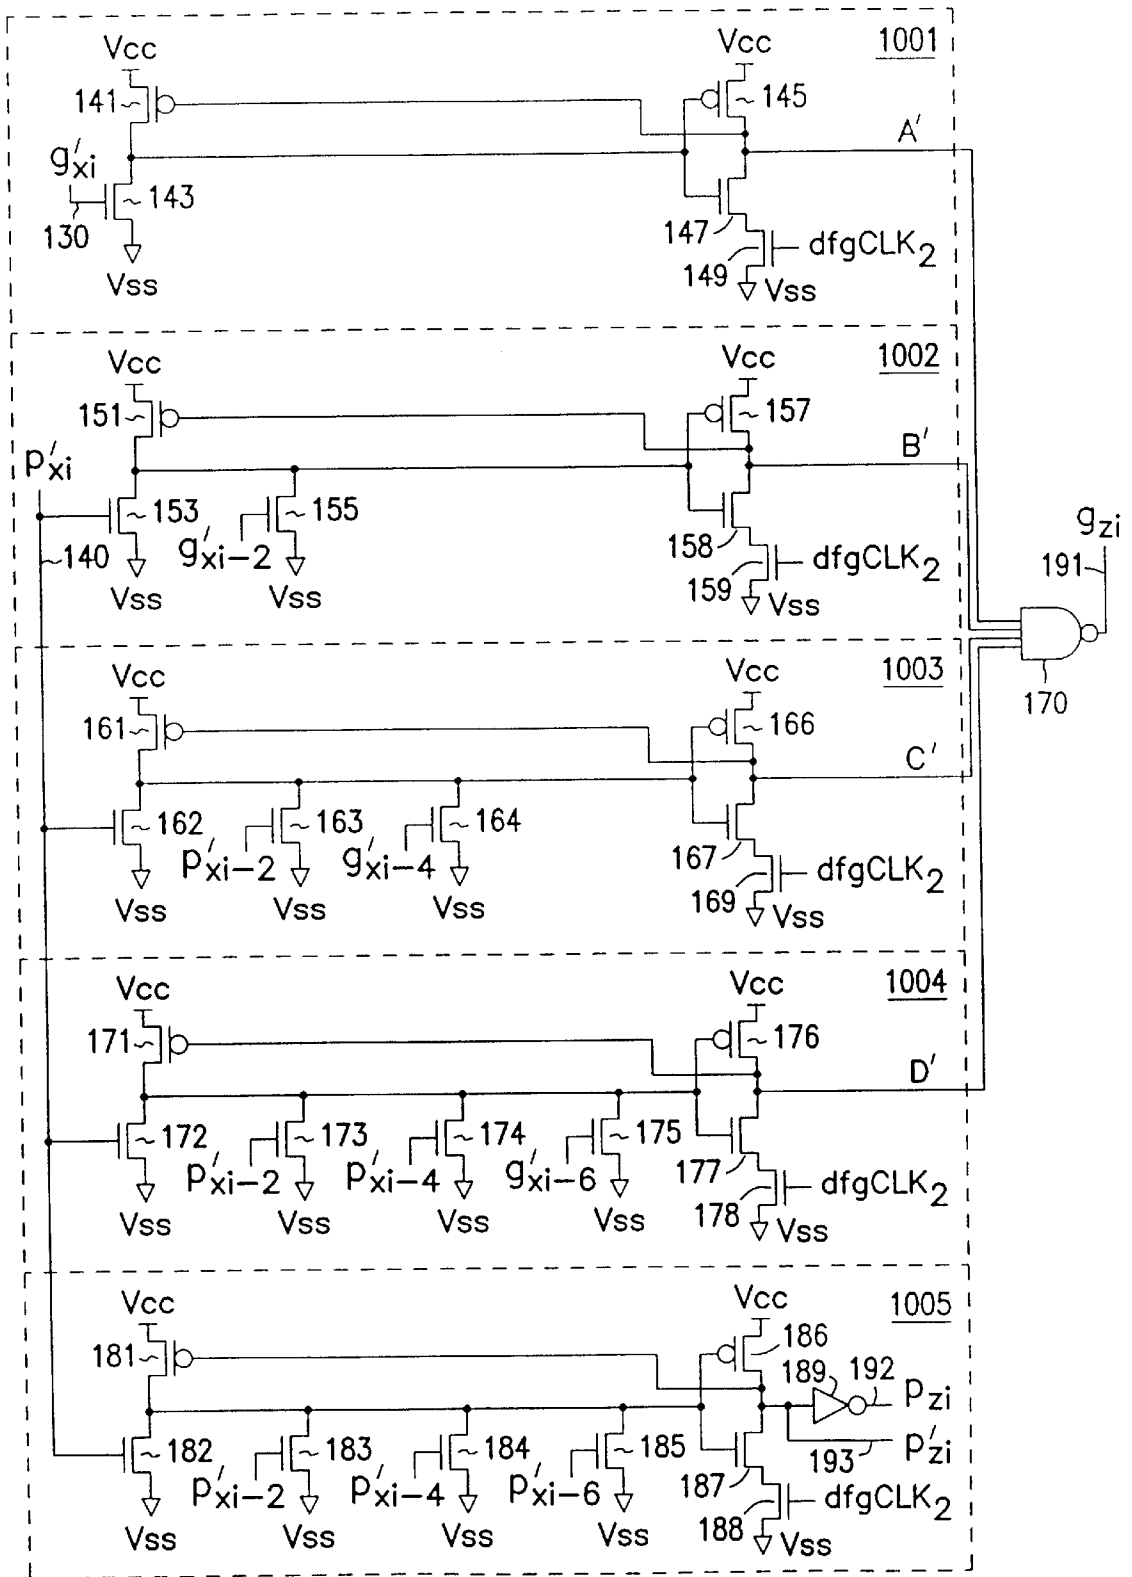 Vcc
141
g'xi
143
130
Vss
1001
Vcc
145
A'
147
dfgCLK2
149
Vss
Vcc
151
p'xi
153
155
g'xi-2
140
Vss
Vss
1002
Vcc
157
B'
158
dfgCLK2
159
Vss
gzi
191
170
Vcc
161
162
163
164
p'xi-2
g'xi-4
Vss
Vss
Vss
1003
Vcc
166
C'
167
dfgCLK2
169
Vss
Vcc
171
172
173
174
175
p'xi-2
p'xi-4
g'xi-6
Vss
Vss
Vss
Vss
1004
Vcc
176
D'
177
dfgCLK2
178
Vss
Vcc
181
182
183
184
185
p'xi-2
p'xi-4
p'xi-6
Vss
Vss
Vss
Vss
1005
Vcc
186
189
192
pzi
p'zi
193
187
dfgCLK2
188
Vss